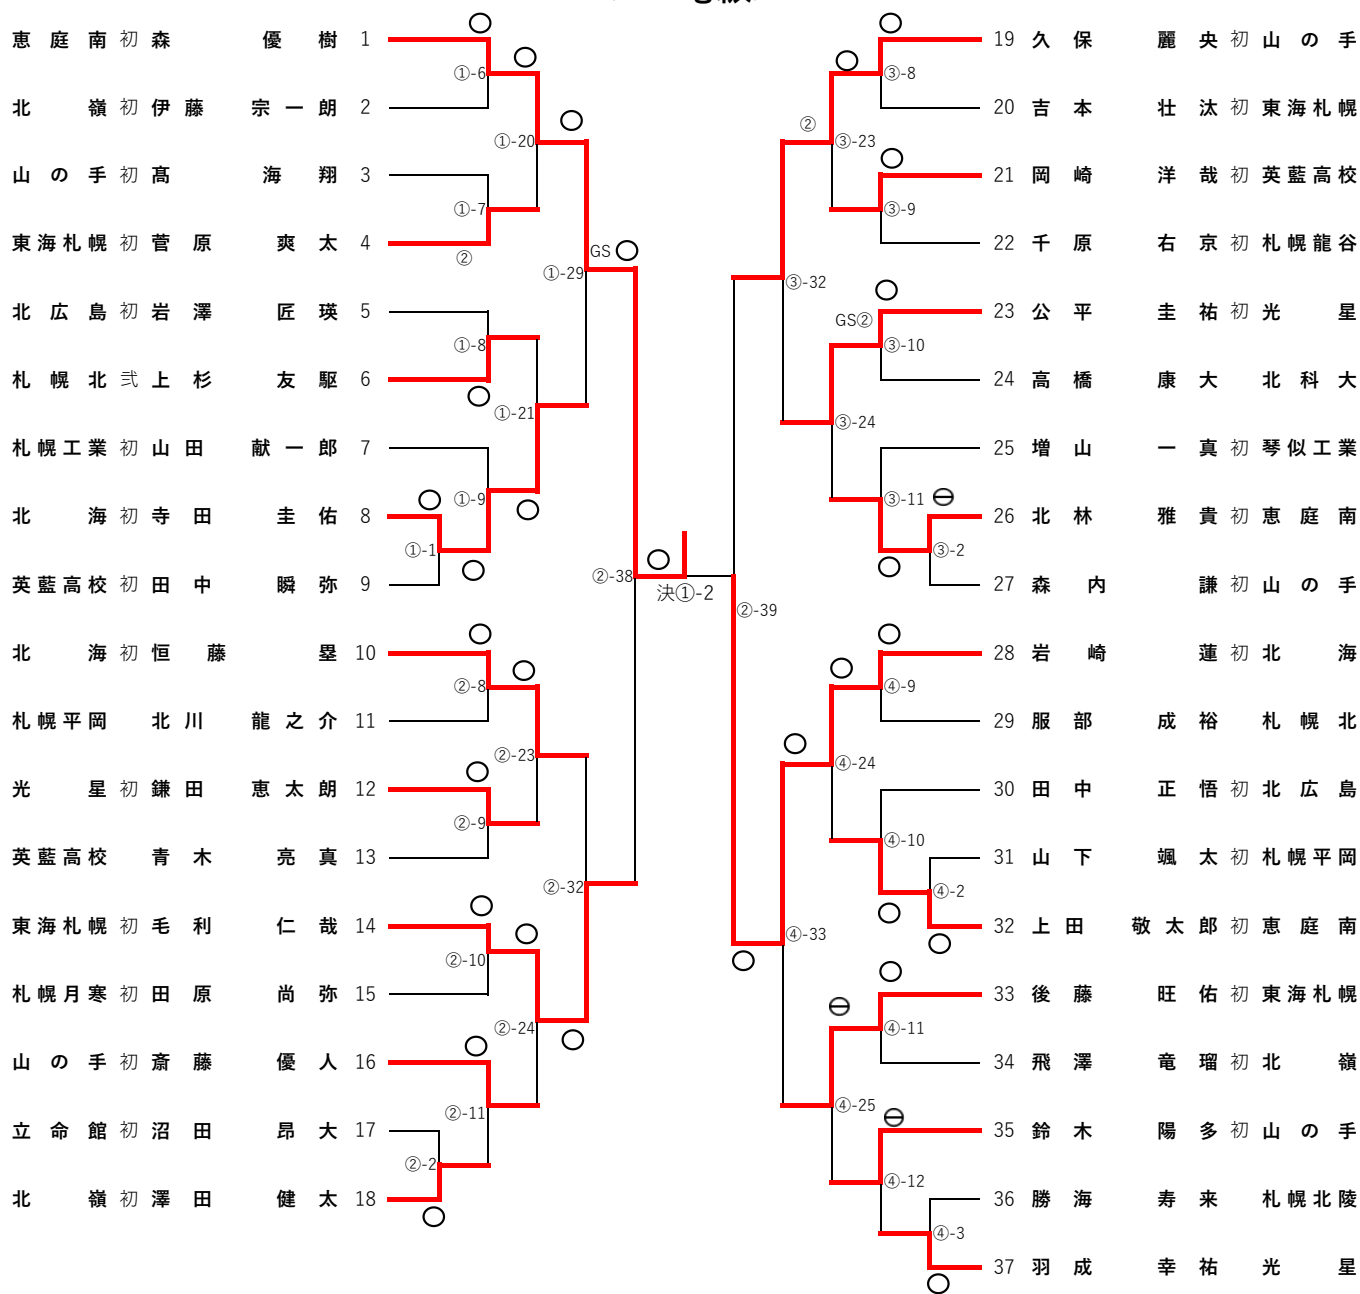 恵庭南 初 森 優樹 1
北嶺 初 伊藤 宗一朗 2
山の手 初 髙 海翔 3
東海札幌 初 菅原 爽太 4
北広島 初 岩澤 匠瑛 5
札幌北 弐 上杉 友駆 6
札幌工業 初 山田 献一郎 7
北海 初 寺田 圭佑 8
英藍高校 初 田中 瞬弥 9
北海 初 恒藤 塁 10
札幌平岡 北川 龍之介 11
光星 初 鎌田 恵太朗 12
英藍高校 青木 亮真 13
東海札幌 初 毛利 仁哉 14
札幌月寒 初 田原 尚弥 15
山の手 初 斎藤 優人 16
立命館 初 沼田 昂大 17
北嶺 初 澤田 健太 18
①-6
①-20
①-7
②
①-29
GS
①-8
①-21
①-9
①-1
②-38
決①-2
②-8
②-23
②-9
②-32
②-10
②-24
②-11
②-2
19 久保 麗央 初 山の手
20 吉本 壮汰 初 東海札幌
21 岡崎 洋哉 初 英藍高校
22 千原 右京 初 札幌龍谷
23 公平 圭祐 初 光星
24 高橋 康大 北科大
25 増山 一真 初 琴似工業
26 北林 雅貴 初 恵庭南
27 森内 謙 初 山の手
28 岩崎 蓮 初 北海
29 服部 成裕 札幌北
30 田中 正悟 初 北広島
31 山下 颯太 初 札幌平岡
32 上田 敬太郎 初 恵庭南
33 後藤 旺佑 初 東海札幌
34 飛澤 竜瑠 初 北嶺
35 鈴木 陽多 初 山の手
36 勝海 寿来 札幌北陵
37 羽成 幸祐 光星
③-8
②
③-23
③-9
③-32
GS②
③-10
③-24
③-11
③-2
②-39
④-9
④-24
④-10
④-2
④-33
④-11
④-25
④-12
④-3